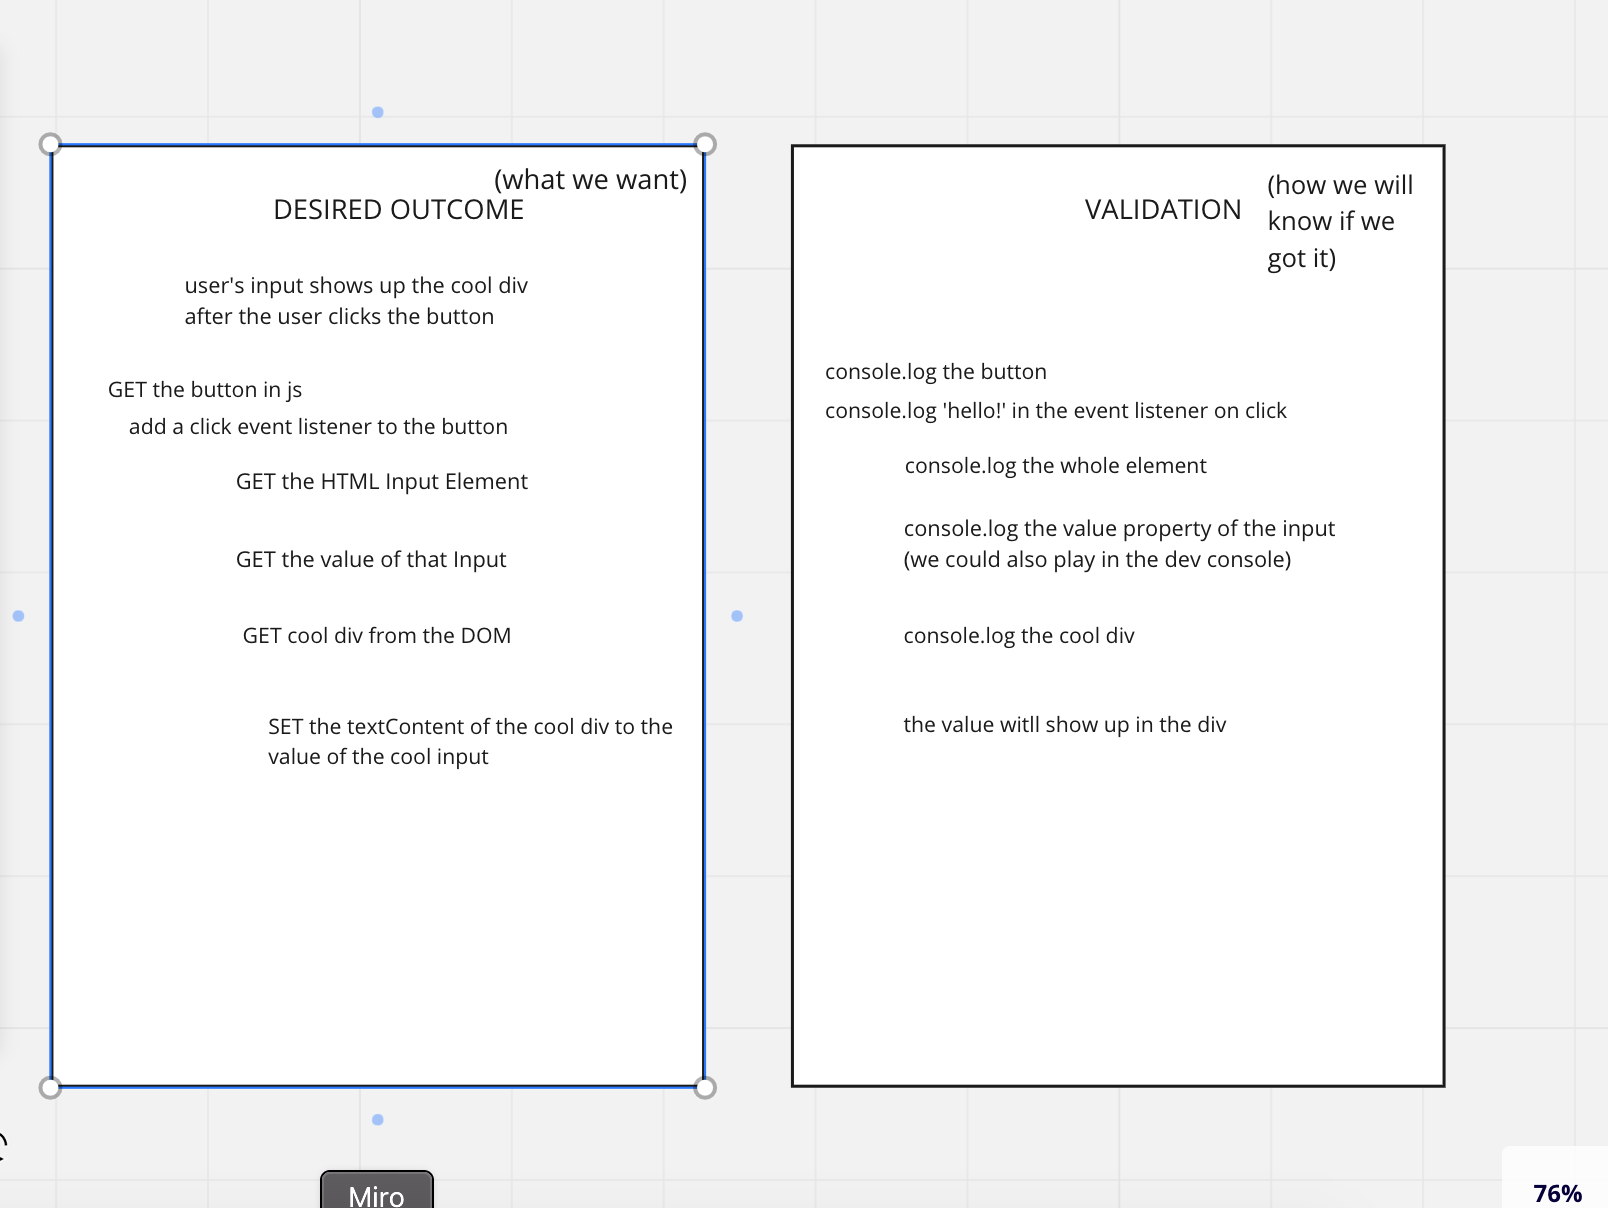 (what we want)
DESIRED OUTCOME
user's input shows up the cool div
after the user clicks the button
GET the button in js
add a click event listener to the button
GET the HTML Input Element
GET the value of that Input
GET cool div from the DOM
SET the textContent of the cool div to the
value of the cool input
VALIDATION
(how we will
know if we
got it)
console.log the button
console.log 'hello!' in the event listener on click
console.log the whole element
console.log the value property of the input
(we could also play in the dev console)
console.log the cool div
the value witll show up in the div
Miro
76%